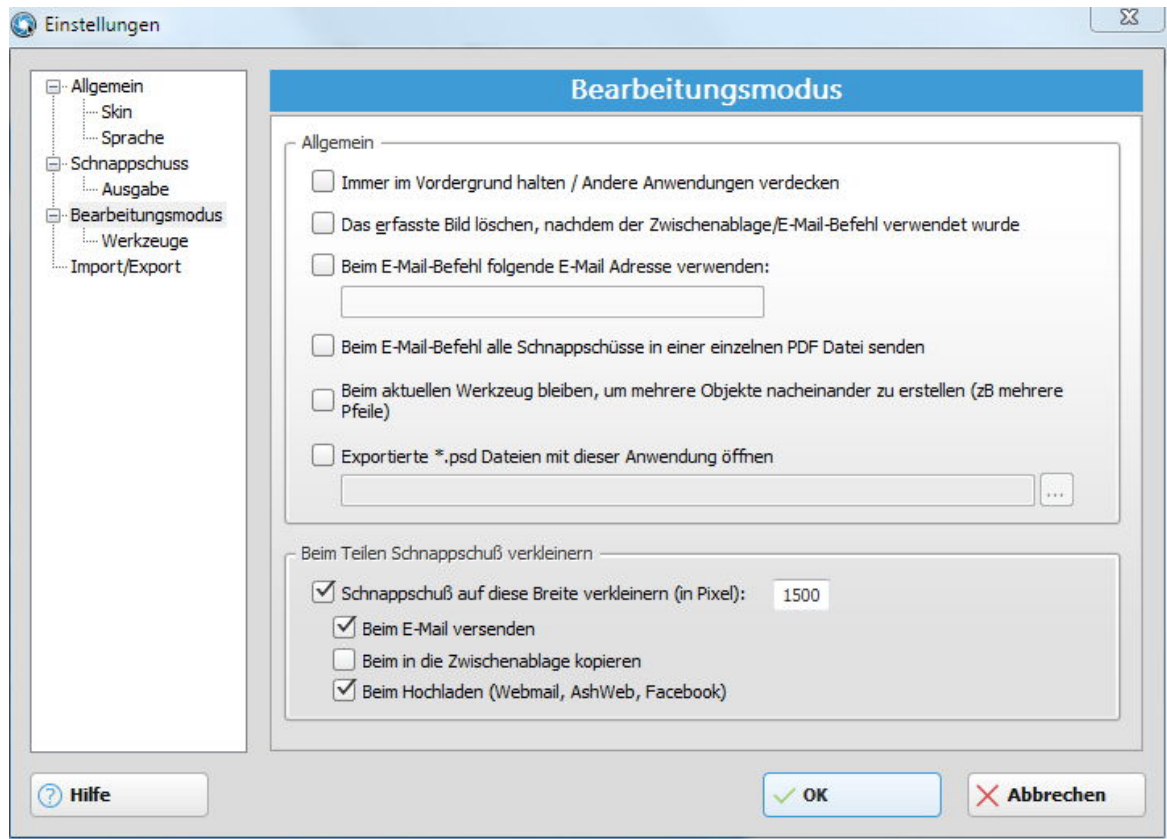 Einstellungen
Allgemein
Skin
Sprache
Schnappschuss
Ausgabe
Bearbeitungsmodus
Werkzeuge
Import/Export
Bearbeitungsmodus
Allgemein
Immer im Vordergrund halten / Andere Anwendungen verdecken
Das erfasste Bild löschen, nachdem der Zwischenablage/E-Mail-Befehl verwendet wurde
Beim E-Mail-Befehl folgende E-Mail Adresse verwenden:
Beim E-Mail-Befehl alle Schnappschüsse in einer einzelnen PDF Datei senden
Beim aktuellen Werkzeug bleiben, um mehrere Objekte nacheinander zu erstellen (zB mehrere
Pfeile)
Exportierte *.psd Dateien mit dieser Anwendung öffnen
...
Beim Teilen Schnappschuß verkleinern
Schnappschuß auf diese Breite verkleinern (in Pixel): 1500
Beim E-Mail versenden
Beim in die Zwischenablage kopieren
Beim Hochladen (Webmail, AshWeb, Facebook)
Hilfe
OK
Abbrechen